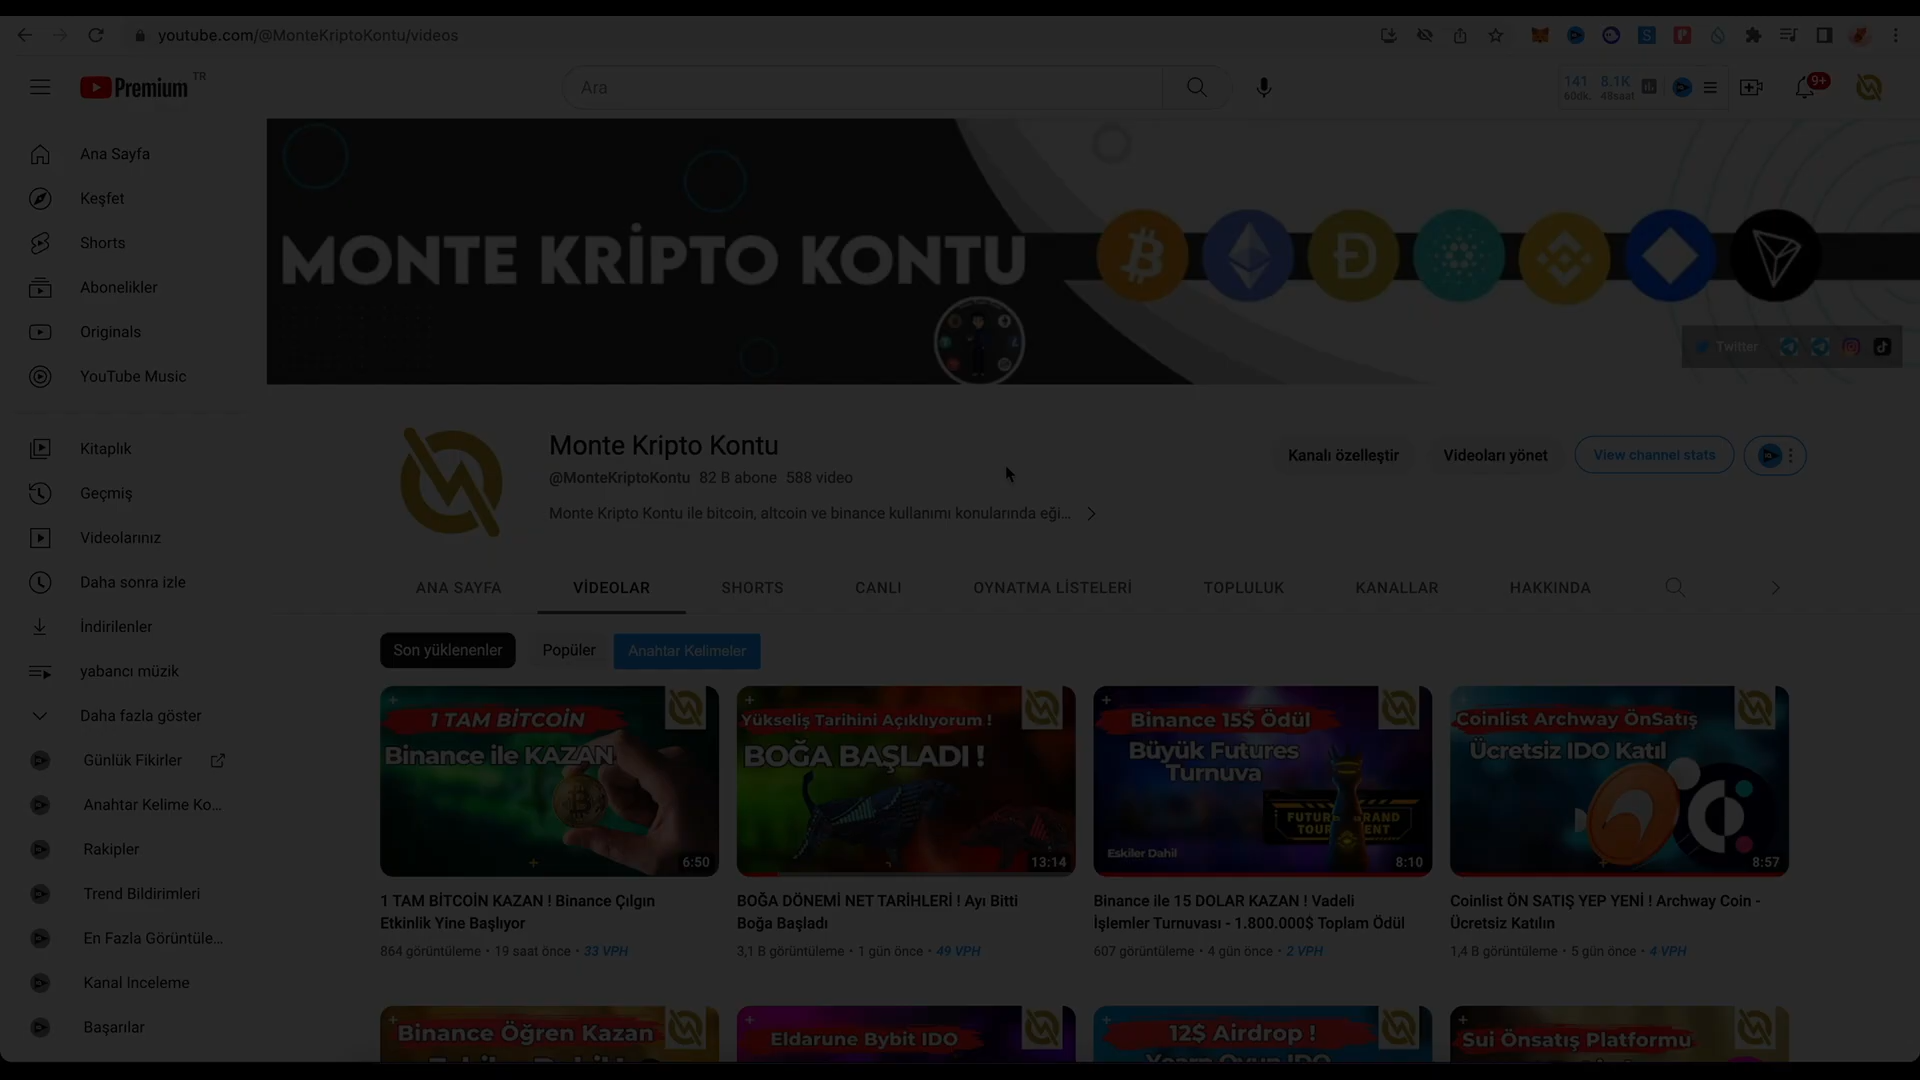 youtube.com/@MonteKriptoKontu/videos
Premium TR
Ara
141 8.1K
60dk. 48saat
9+
Ana Sayfa
Keşfet
Shorts
Abonelikler
Originals
YouTube Music
Kitaplık
Geçmiş
Videolarınız
Daha sonra izle
İndirilenler
yabancı müzik
Daha fazla göster
Günlük Fikirler
Anahtar Kelime Ko...
Rakipler
Trend Bildirimleri
En Fazla Görüntüle...
Kanal Inceleme
Başarılar
MONTE KRİPTO KONTU
Twitter
Monte Kripto Kontu
@MonteKriptoKontu 82 B abone 588 video
Monte Kripto Kontu ile bitcoin, altcoin ve binance kullanımı konularında eği...
Kanalı özelleştir
Videoları yönet
View channel stats
ANA SAYFA VİDEOLAR SHORTS CANLI OYNATMA LİSTELERİ TOPLULUK KANALLAR HAKKINDA
Son yüklenenler Popüler Anahtar Kelimeler
1 TAM BİTCOİN
Binance ile KAZAN
6:50
1 TAM BİTCOİN KAZAN ! Binance Çılgın
Etkinlik Yine Başlıyor
864 görüntüleme • 19 saat önce • 33 VPH
Yükseliş Tarihini Açıklıyorum !
BOĞA BAŞLADI !
13:14
BOĞA DÖNEMİ NET TARİHLERİ ! Ayı Bitti
Boğa Başladı
3,1 B görüntüleme • 1 gün önce • 49 VPH
Binance 15$ Ödül
Büyük Futures
Turnuva
Eskiler Dahil
8:10
Binance ile 15 DOLAR KAZAN ! Vadeli
İşlemler Turnuvası - 1.800.000$ Toplam Ödül
607 görüntüleme • 4 gün önce • 2 VPH
Coinlist Archway ÖnSatış
Ücretsiz IDO Katıl
8:57
Coinlist ÖN SATIŞ YEP YENİ ! Archway Coin -
Ücretsiz Katılın
1,4 B görüntüleme • 5 gün önce • 4 VPH
Binance Öğren Kazan
Eldarune Bybit IDO
12$ Airdrop !
Sui Önsatış Platformu